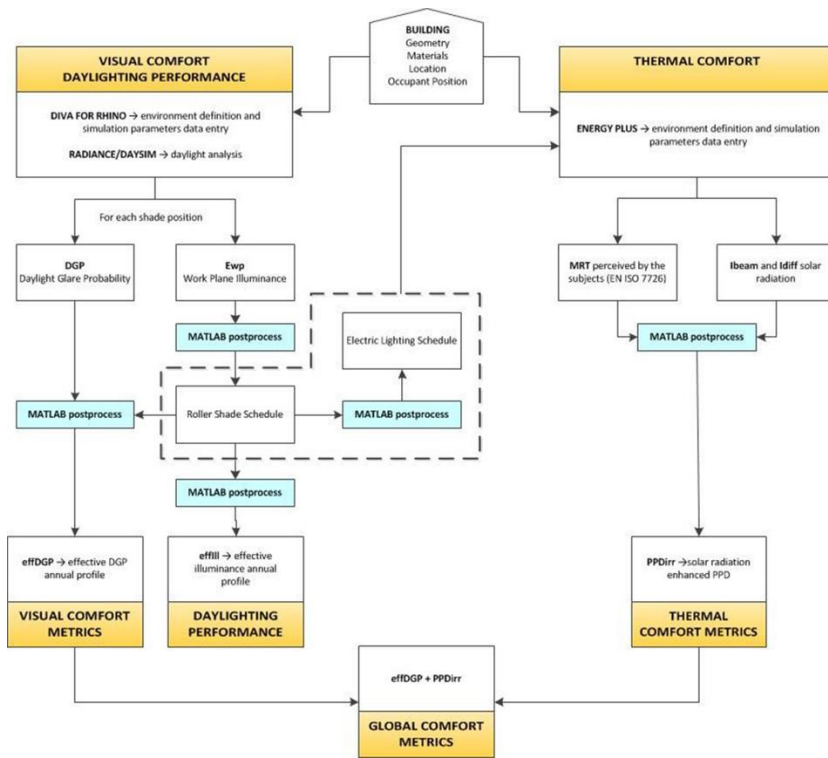 BUILDING
Geometry
Materials
Location
Occupant Position
VISUAL COMFORT
DAYLIGHTING PERFORMANCE
DIVA FOR RHINO → environment definition and
simulation parameters data entry
RADIANCE/DAYSIM → daylight analysis
THERMAL COMFORT
ENERGY PLUS → environment definition and simulation
parameters data entry
For each shade position
DGP
Daylight Glare Probability
Ewp
Work Plane Illuminance
MRT perceived by the
subjects (EN ISO 7726)
Ibeam and Idiff solar
radiation
MATLAB postprocess
Electric Lighting Schedule
MATLAB postprocess
MATLAB postprocess
Roller Shade Schedule
MATLAB postprocess
MATLAB postprocess
effDGP → effective DGP
annual profile
VISUAL COMFORT
METRICS
effIll → effective
illuminance annual
profile
DAYLIGHTING
PERFORMANCE
PPDirr →solar radiation
enhanced PPD
THERMAL
COMFORT METRICS
effDGP + PPDirr
GLOBAL COMFORT
METRICS